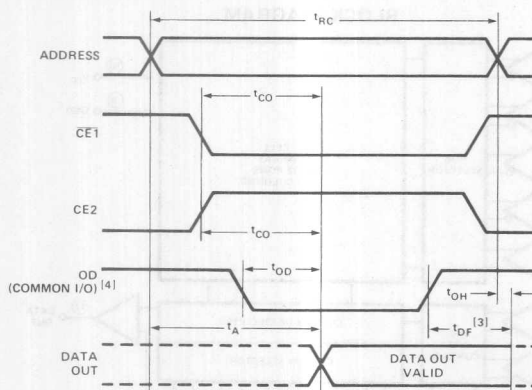 tRC
ADDRESS
tCO
CE1
CE2
tCO
OD
(COMMON I/O)[4]
tOD
tOH
tA
tDF[3]
DATA
OUT
DATA OUT
VALID